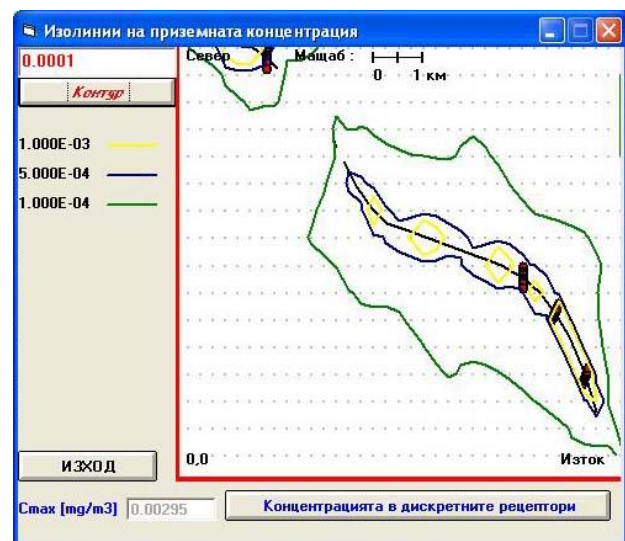 Изолинии на приземната концентрация
0.0001
Север Мащаб :
0 1 км
Контур
1.000E-03
5.000E-04
1.000E-04
0,0 Изток
ИЗХОД
Cmax [mg/m3] 0.00295 Концентрацията в дискретните рецептори